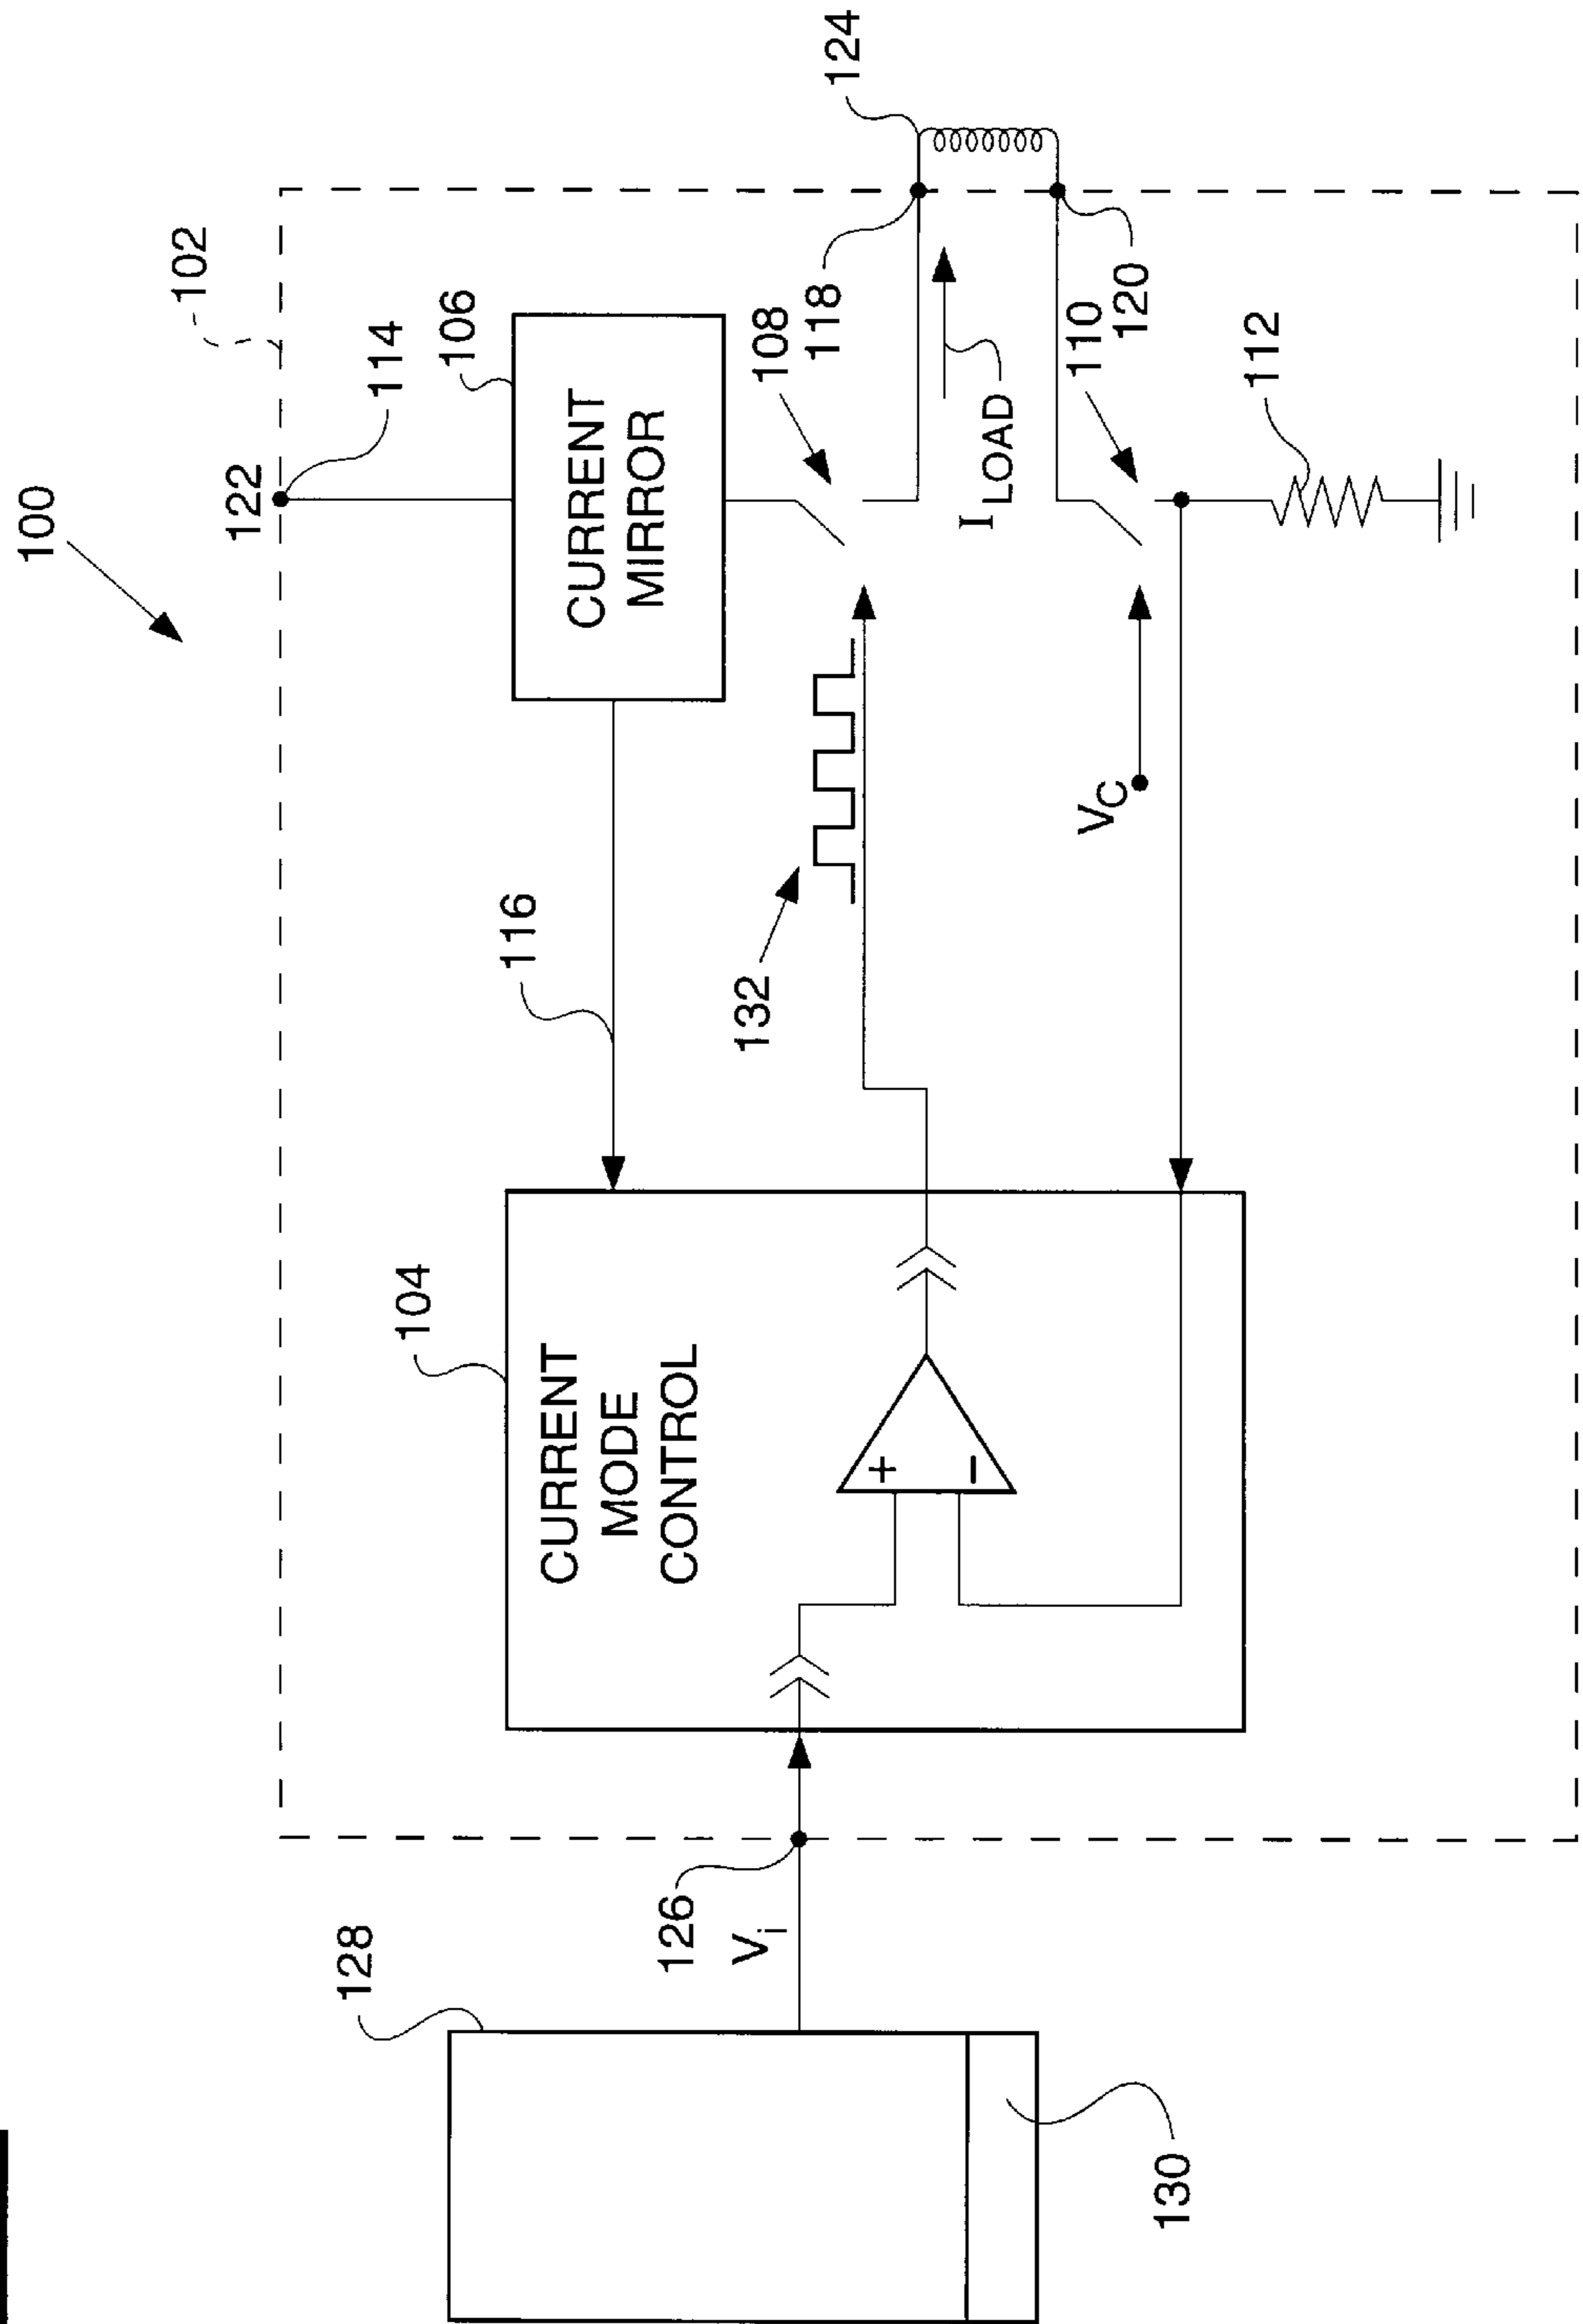 100
102
122
114
106
CURRENT
MIRROR
116
108
118
124
132
104
CURRENT
MODE
CONTROL
+
−
I LOAD
110
120
VC
112
128
126
Vi
130